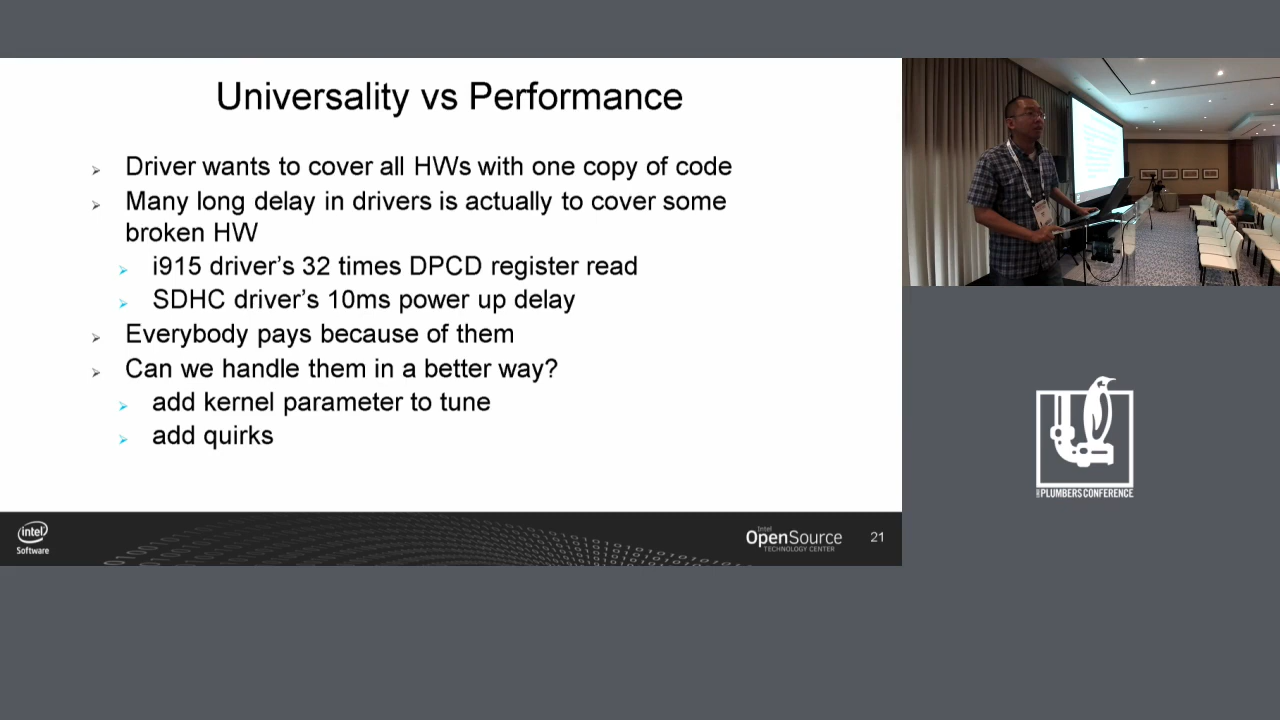 Universality vs Performance
Driver wants to cover all HWs with one copy of code
Many long delay in drivers is actually to cover some
broken HW
i915 driver's 32 times DPCD register read
SDHC driver's 10ms power up delay
Everybody pays because of them
Can we handle them in a better way?
add kernel parameter to tune
add quirks
intel
Software
Intel
OpenSource
TECHNOLOGY CENTER
21
PLUMBERS CONFERENCE